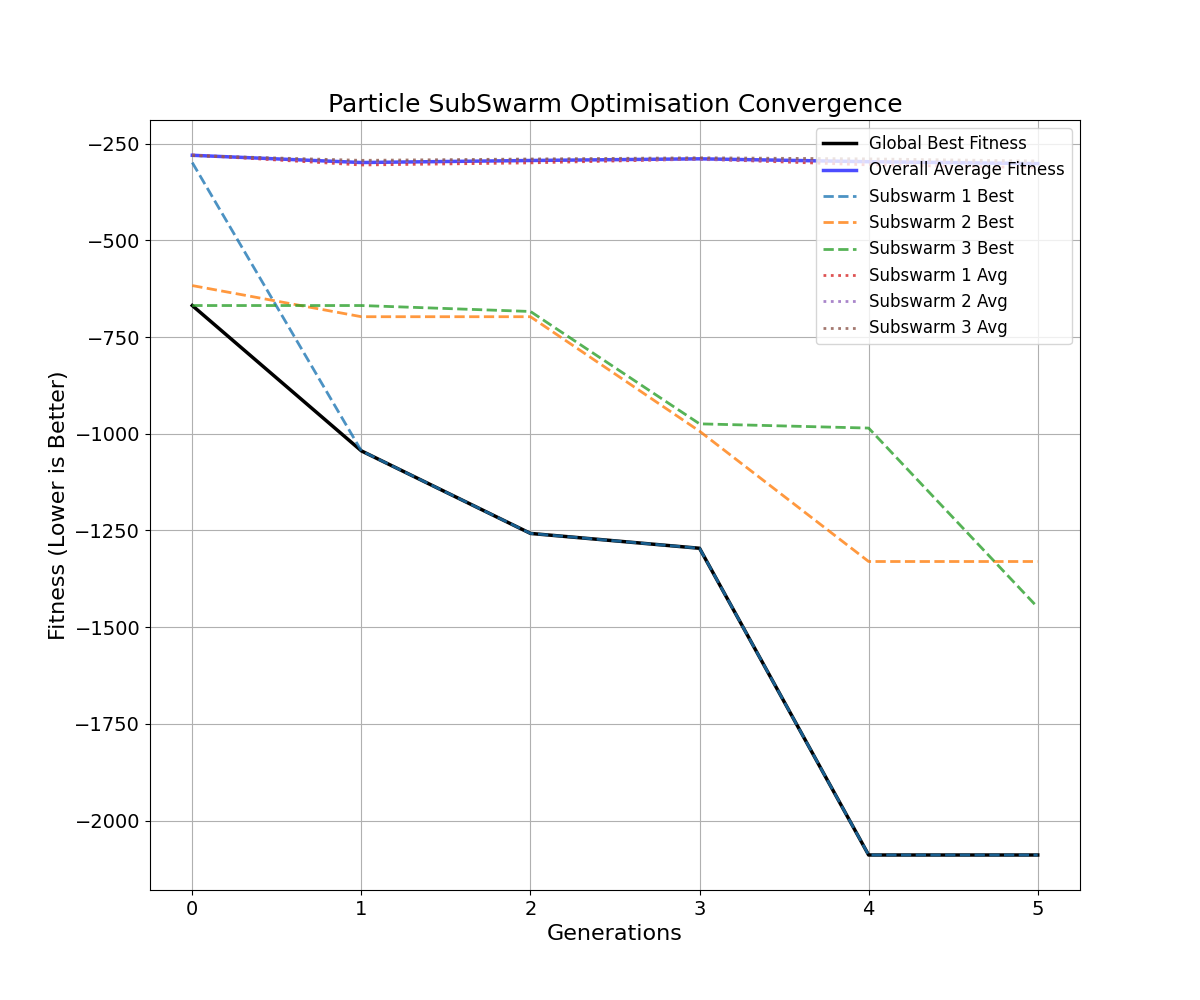 Particle SubSwarm Optimisation Convergence
Fitness (Lower is Better)
−250
−500
−750
−1000
−1250
−1500
−1750
−2000
Global Best Fitness
Overall Average Fitness
Subswarm 1 Best
Subswarm 2 Best
Subswarm 3 Best
Subswarm 1 Avg
Subswarm 2 Avg
Subswarm 3 Avg
0 1 2 3 4 5
Generations